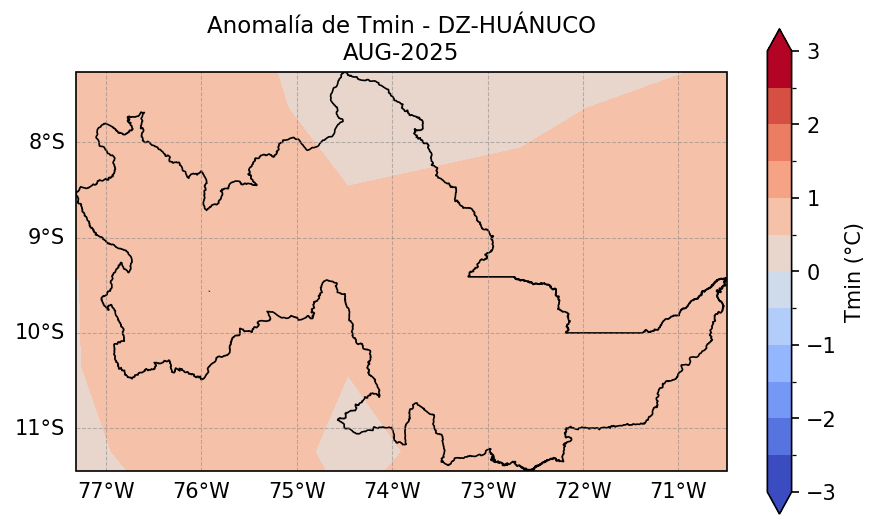 Anomalía de Tmin - DZ-HUÁNUCO
AUG-2025
8°S
9°S
10°S
11°S
77°W 76°W 75°W 74°W 73°W 72°W 71°W
3
2
1
0
−1
−2
−3
Tmin (°C)